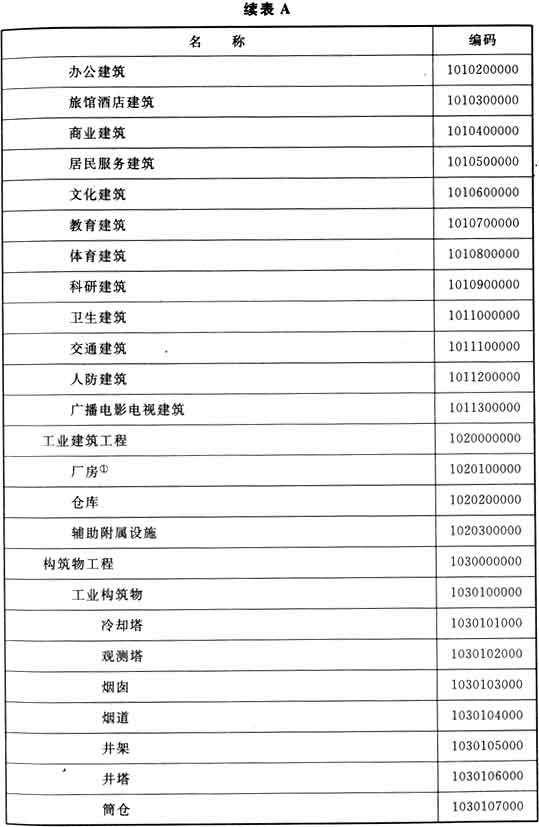 续表 A
名 称 编码
办公建筑 1010200000
旅馆酒店建筑 1010300000
商业建筑 1010400000
居民服务建筑 1010500000
文化建筑 1010600000
教育建筑 1010700000
体育建筑 1010800000
科研建筑 1010900000
卫生建筑 1011000000
交通建筑 1011100000
人防建筑 1011200000
广播电影电视建筑 1011300000
工业建筑工程 1020000000
厂房① 1020100000
仓库 1020200000
辅助附属设施 1020300000
构筑物工程 1030000000
工业构筑物 1030100000
冷却塔 1030101000
观测塔 1030102000
烟囱 1030103000
烟道 1030104000
井架 1030105000
井塔 1030106000
筒仓 1030107000